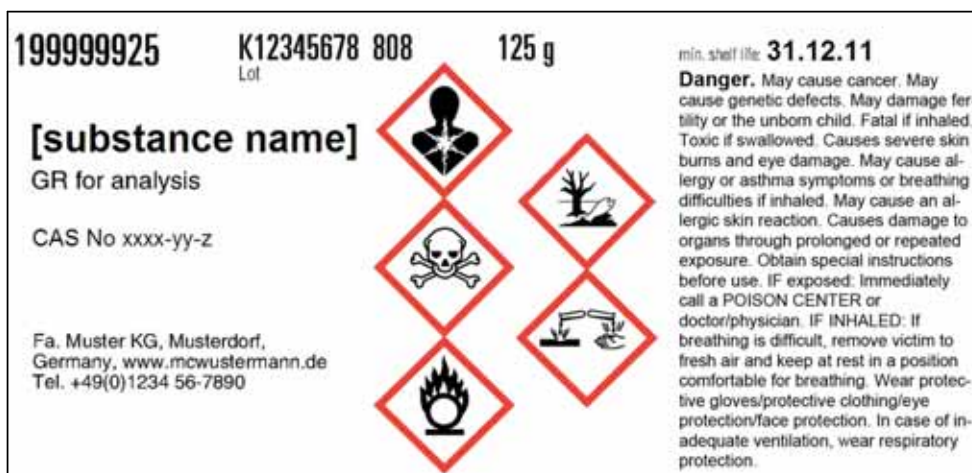 199999925
K12345678 808
Lot
125 g
[substance name]
GR for analysis
CAS No xxxx-yy-z
Fa. Muster KG, Musterdorf,
Germany, www.mcwustermann.de
Tel. +49(0)1234 56-7890
min. shelf life: 31.12.11
Danger. May cause cancer. May
cause genetic defects. May damage fer
tility or the unborn child. Fatal if inhaled.
Toxic if swallowed. Causes severe skin
burns and eye damage. May cause al-
lergy or asthma symptoms or breathing
difficulties if inhaled. May cause an al-
lergic skin reaction. Causes damage to
organs through prolonged or repeated
exposure. Obtain special instructions
before use. IF exposed: Immediately
call a POISON CENTER or
doctor/physician. IF INHALED: If
breathing is difficult, remove victim to
fresh air and keep at rest in a position
comfortable for breathing. Wear protec-
tive gloves/protective clothing/eye
protection/face protection. In case of in-
adequate ventilation, wear respiratory
protection.